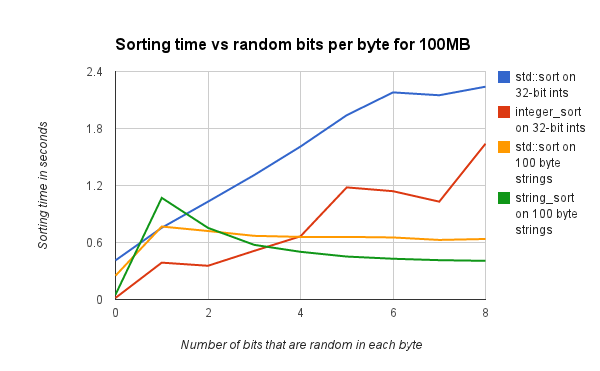 Sorting time vs random bits per byte for 100MB
Sorting time in seconds
2.4
1.8
1.2
0.6
0
0 2 4 6 8
Number of bits that are random in each byte
std::sort on
32-bit ints
integer_sort
on 32-bit ints
std::sort on
100 byte
strings
string_sort
on 100 byte
strings